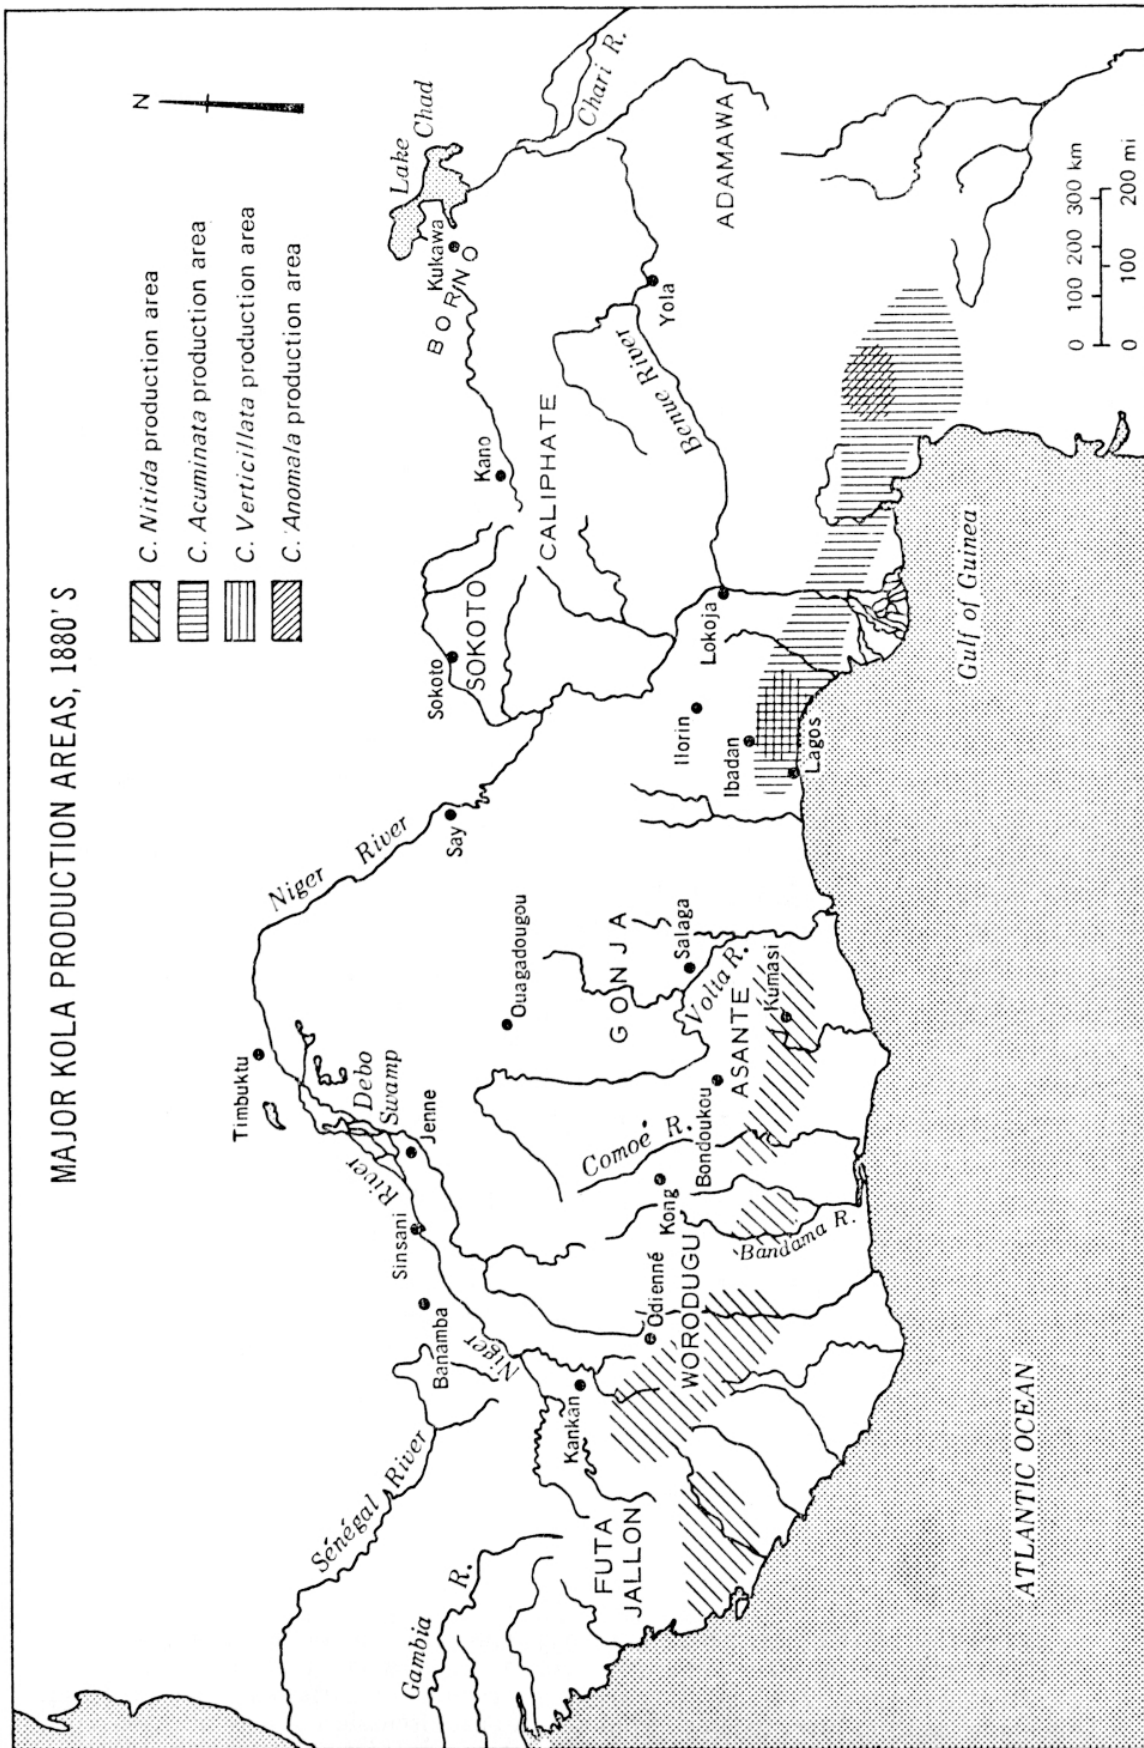 MAJOR KOLA PRODUCTION AREAS, 1880'S
C. Nitida production area
C. Acuminata production area
C. Verticillata production area
C. Anomala production area
N
Lake
Chad
Chari R.
Kukawa
BORNO
Kano
Sokoto
SOKOTO
CALIPHATE
ADAMAWA
Yola
Benue River
Lokoja
Ilorin
Ibadan
Lagos
Say
Niger River
Timbuktu
Debo
Swamp
Jenne
River
Sinsani
Banamba
Niger
Ouagadougou
GONJA
Salaga
Volta R.
ASANTE
Kumasi
Bondoukou
Comoé R.
Kong
Bandama R.
Odienné
WORODUGU
Kankan
Sénégal River
Gambia R.
FUTA
JALLON
Gulf of Guinea
ATLANTIC OCEAN
0 100 200 300 km
0 100 200 mi